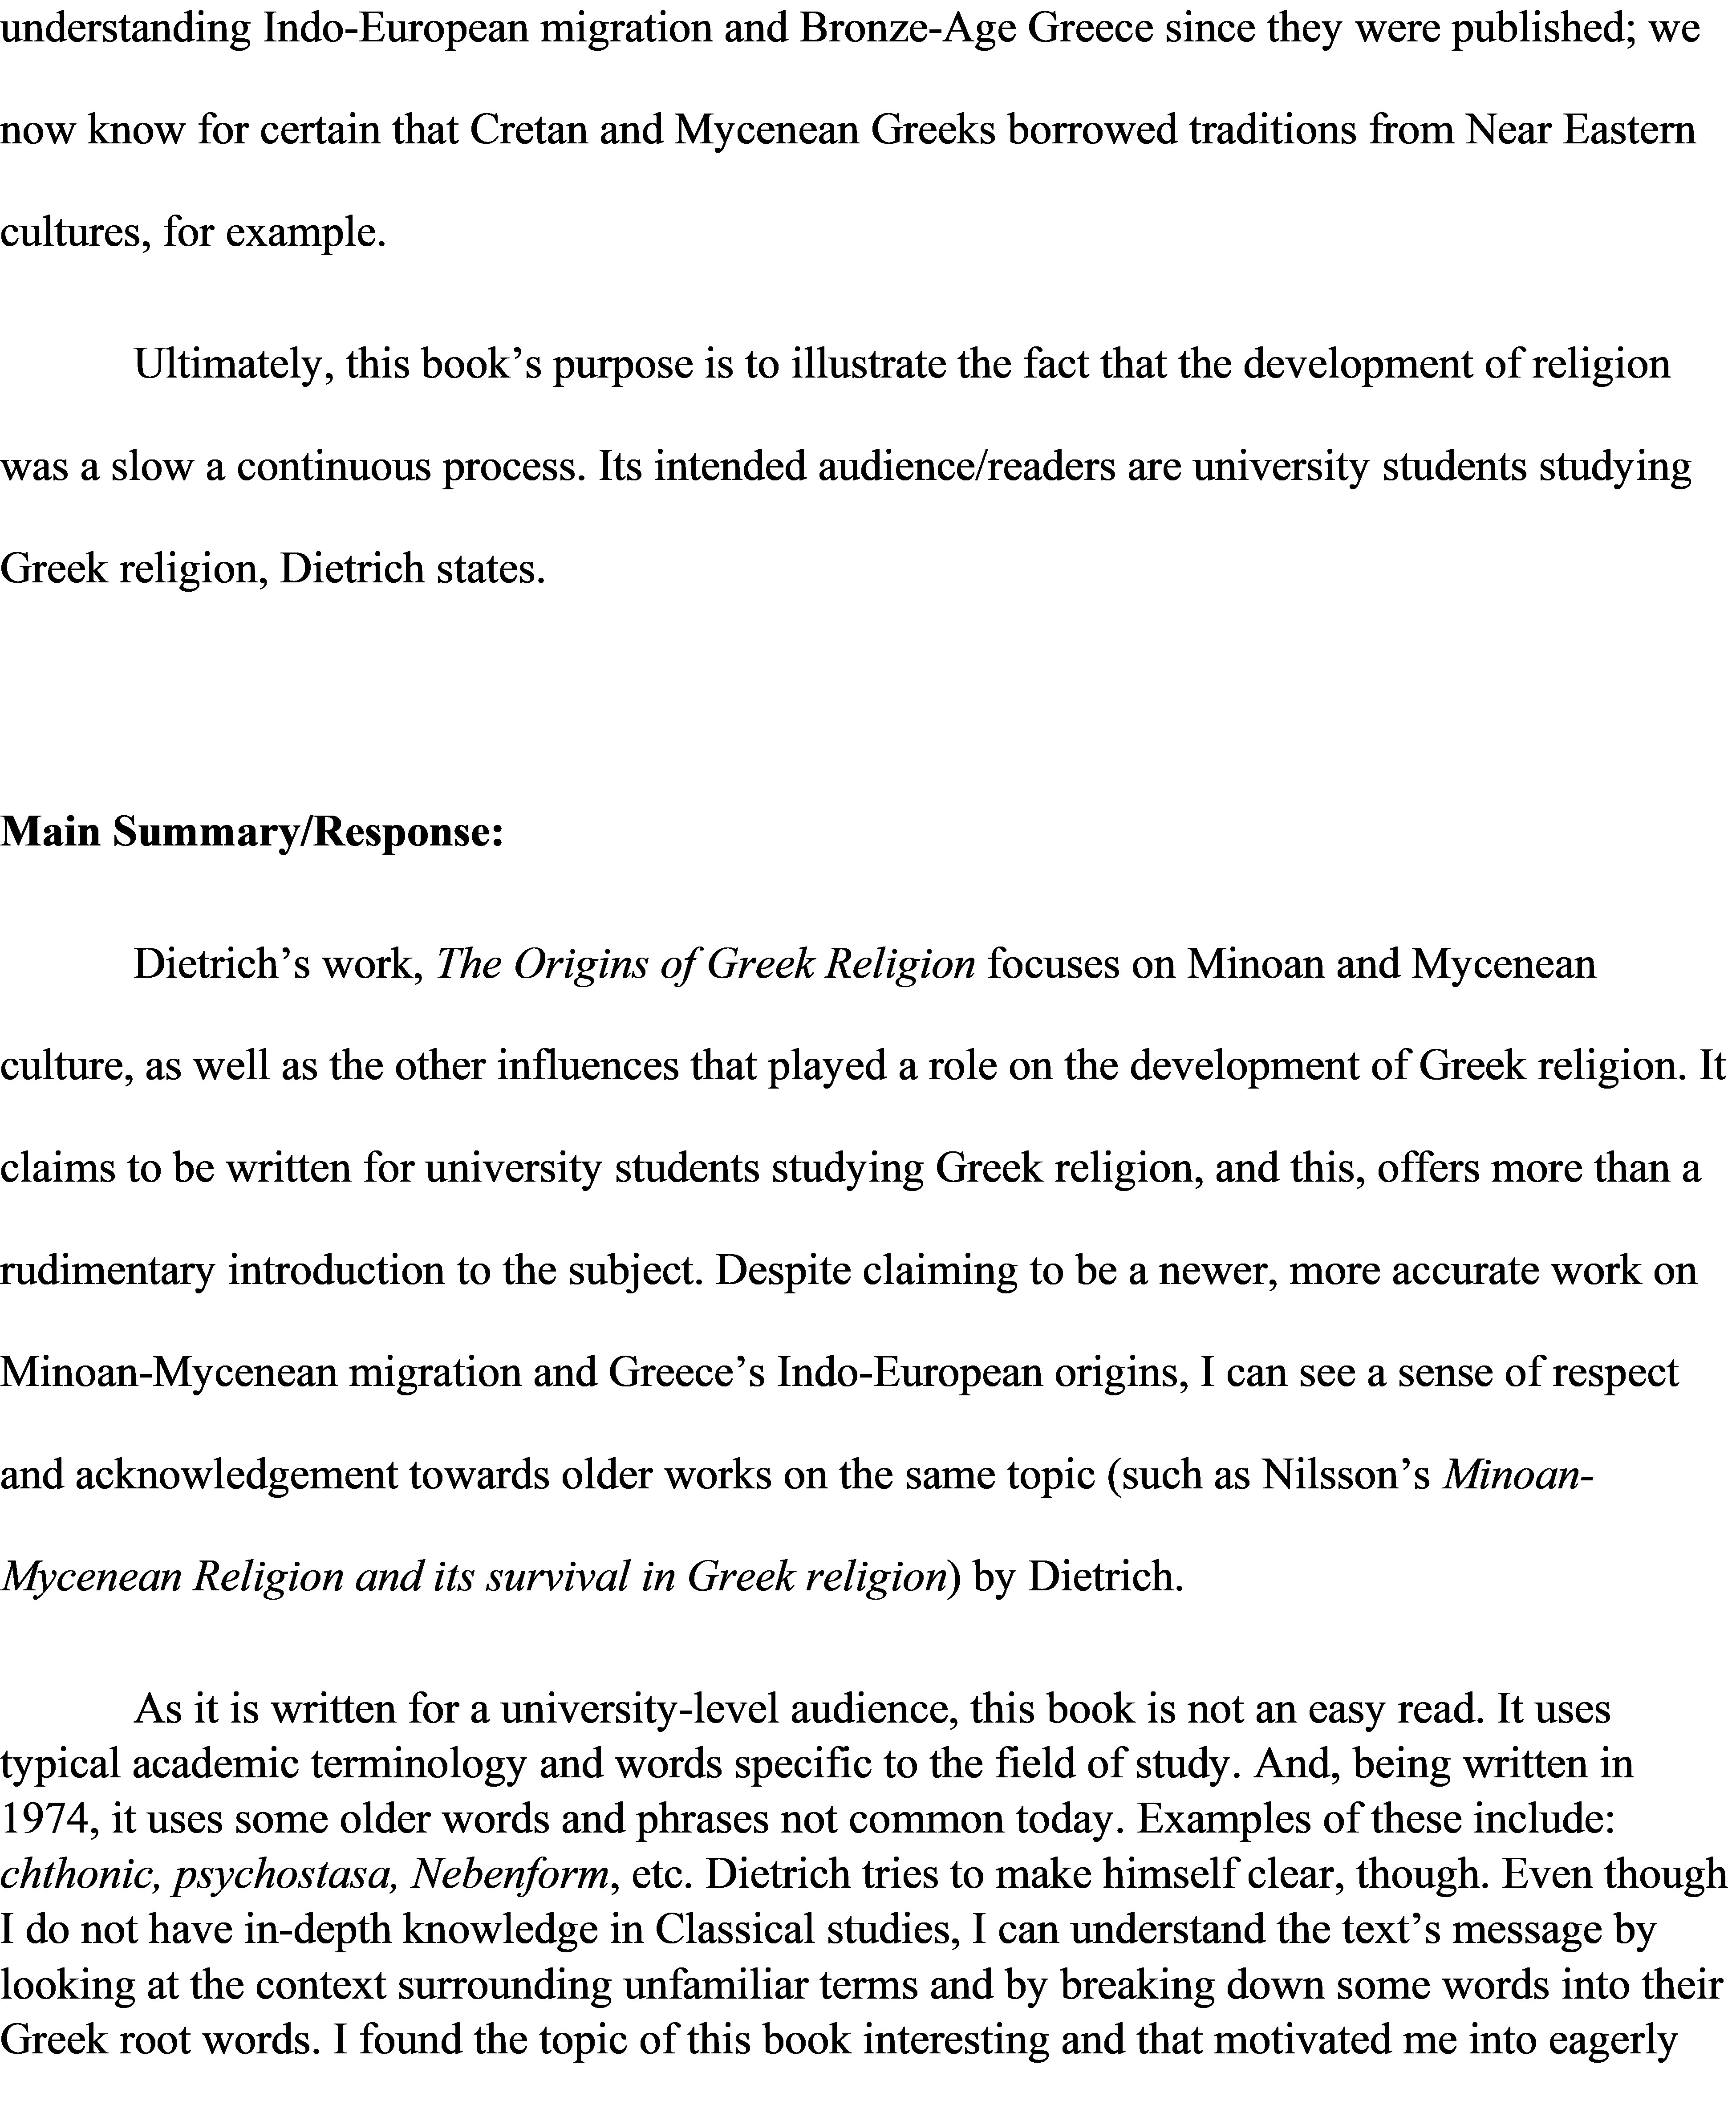 understanding Indo-European migration and Bronze-Age Greece since they were published; we
now know for certain that Cretan and Mycenean Greeks borrowed traditions from Near Eastern
cultures, for example.
Ultimately, this book’s purpose is to illustrate the fact that the development of religion
was a slow a continuous process. Its intended audience/readers are university students studying
Greek religion, Dietrich states.
Main Summary/Response:
Dietrich’s work, The Origins of Greek Religion focuses on Minoan and Mycenean
culture, as well as the other influences that played a role on the development of Greek religion. It
claims to be written for university students studying Greek religion, and this, offers more than a
rudimentary introduction to the subject. Despite claiming to be a newer, more accurate work on
Minoan-Mycenean migration and Greece’s Indo-European origins, I can see a sense of respect
and acknowledgement towards older works on the same topic (such as Nilsson’s Minoan-
Mycenean Religion and its survival in Greek religion) by Dietrich.
As it is written for a university-level audience, this book is not an easy read. It uses
typical academic terminology and words specific to the field of study. And, being written in
1974, it uses some older words and phrases not common today. Examples of these include:
chthonic, psychostasa, Nebenform, etc. Dietrich tries to make himself clear, though. Even though
I do not have in-depth knowledge in Classical studies, I can understand the text’s message by
looking at the context surrounding unfamiliar terms and by breaking down some words into their
Greek root words. I found the topic of this book interesting and that motivated me into eagerly